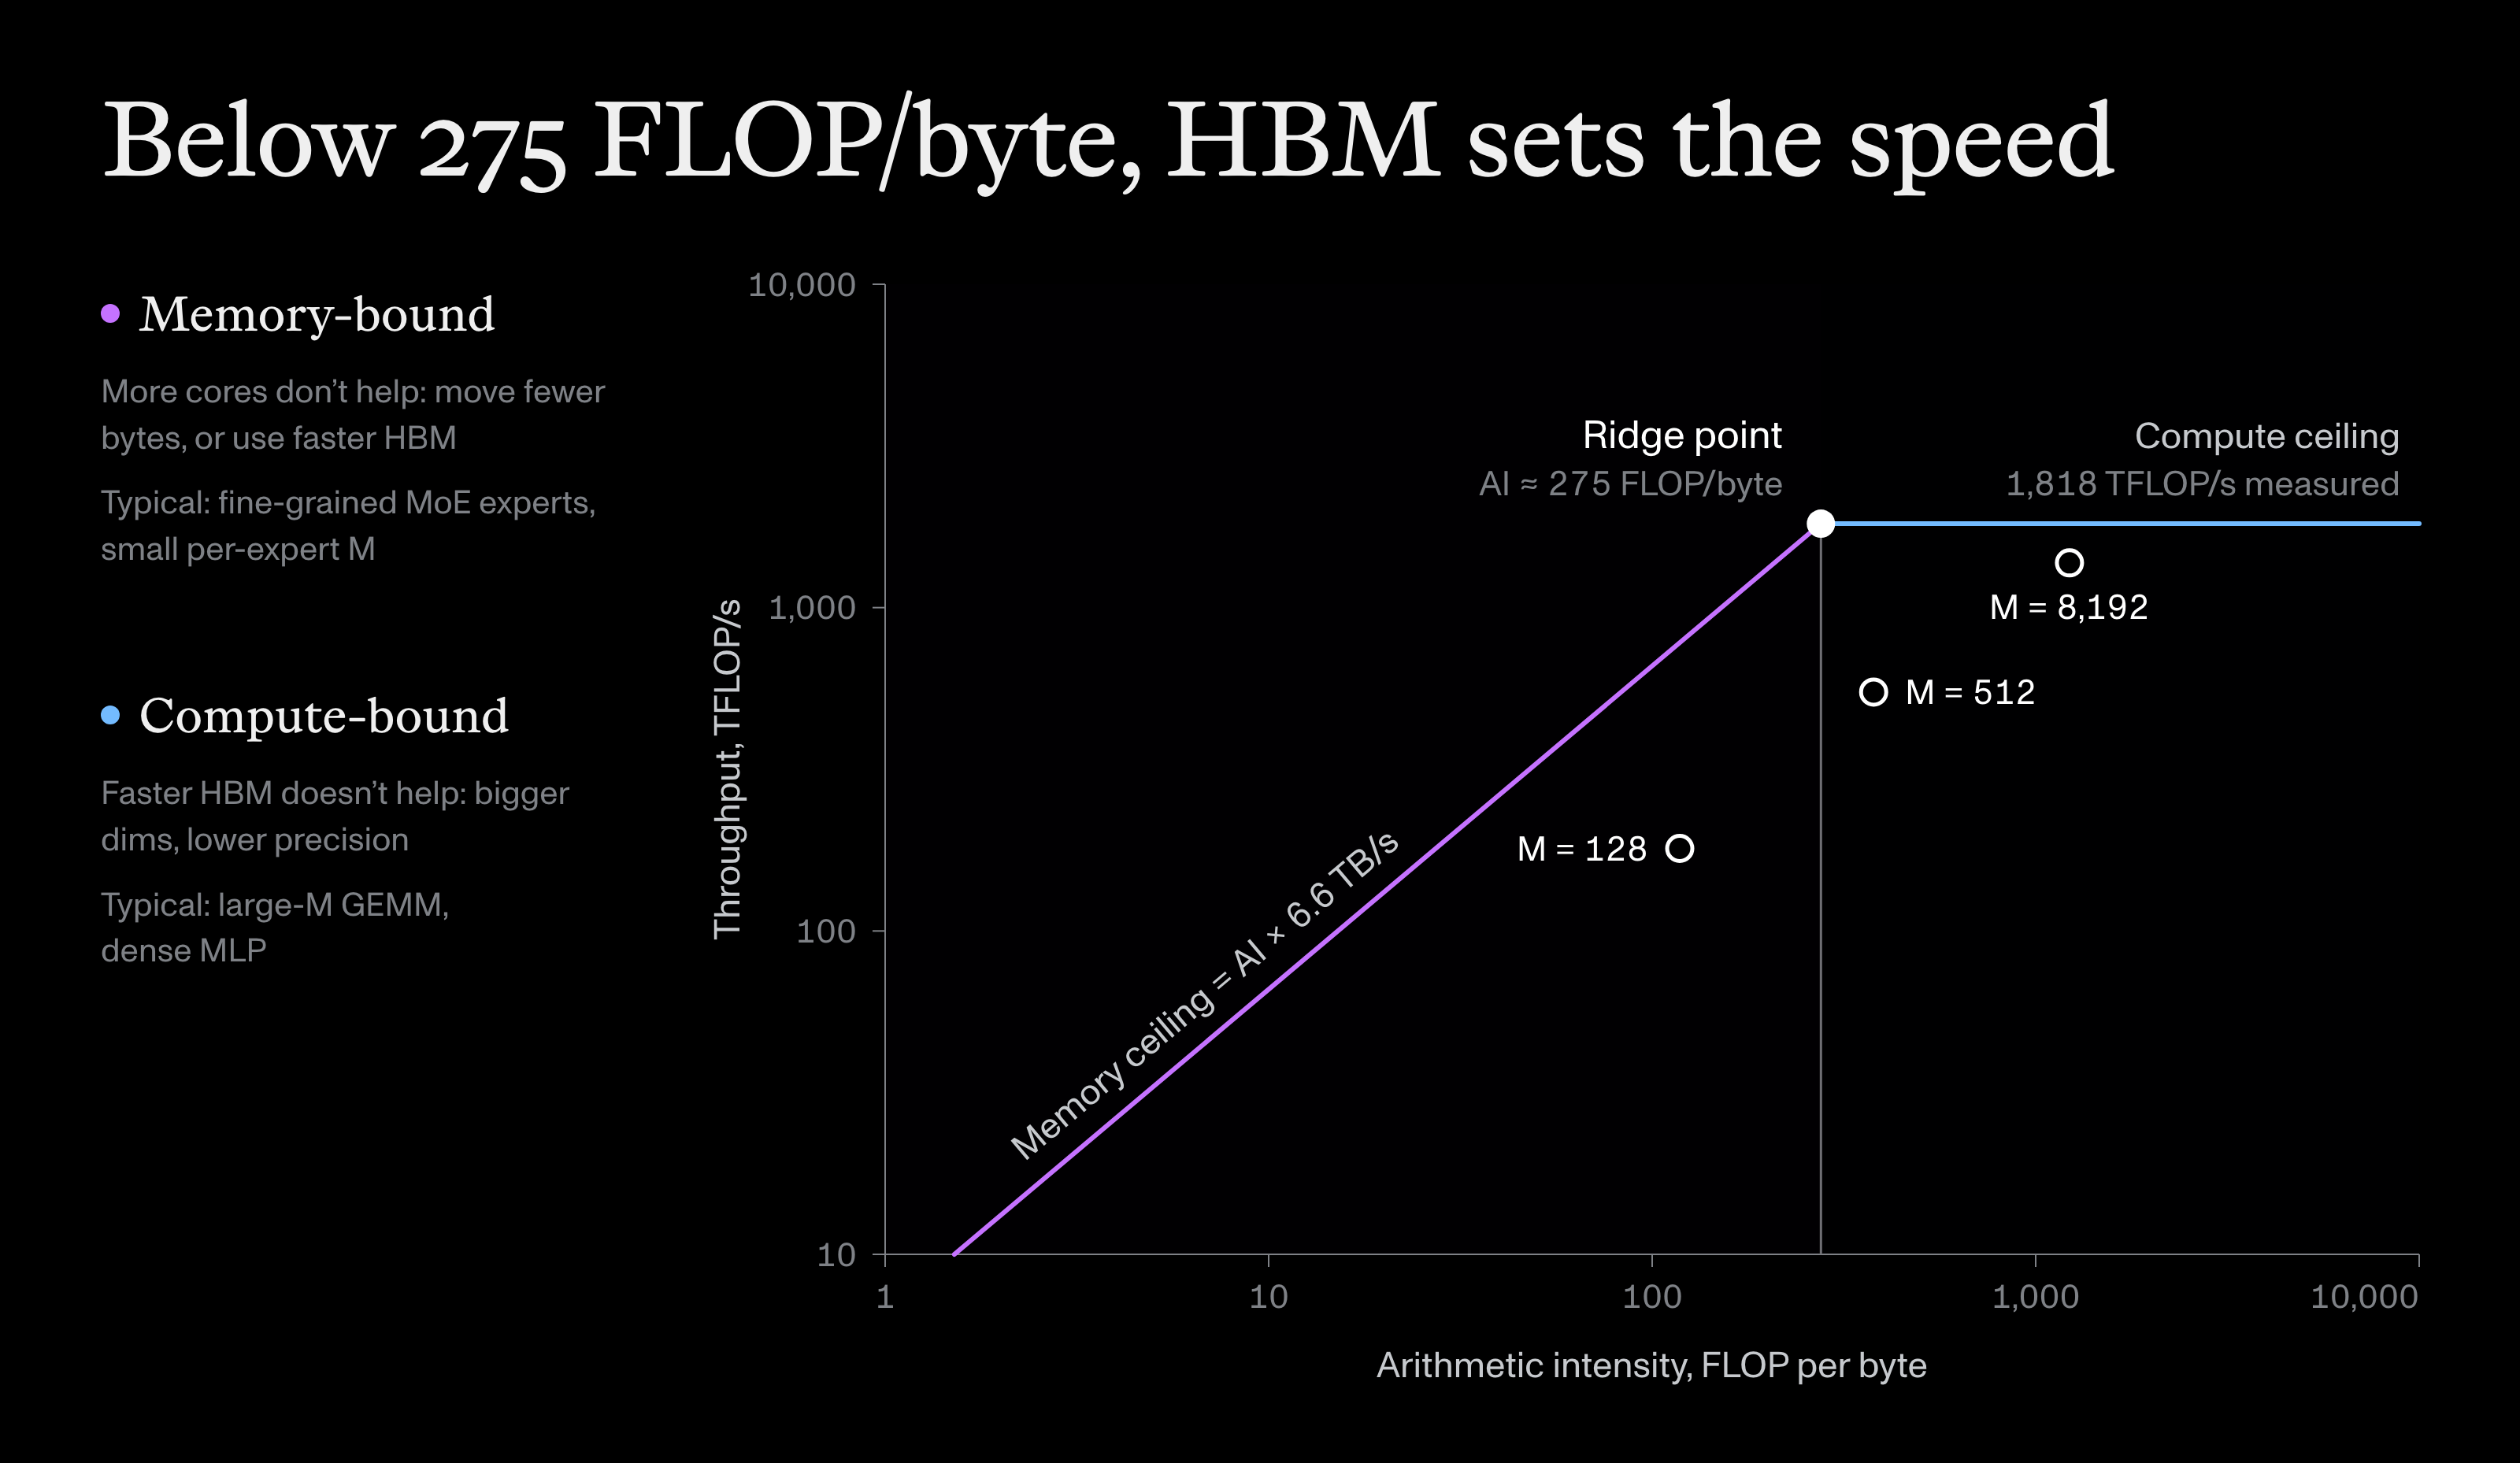 Below 275 FLOP/byte, HBM sets the speed
Memory-bound
More cores don’t help: move fewer
bytes, or use faster HBM
Typical: fine-grained MoE experts,
small per-expert M
Compute-bound
Faster HBM doesn’t help: bigger
dims, lower precision
Typical: large-M GEMM,
dense MLP
Throughput, TFLOP/s
10,000
1,000
100
10
Ridge point
AI ≈ 275 FLOP/byte
Compute ceiling
1,818 TFLOP/s measured
M = 8,192
M = 512
M = 128
Memory ceiling = AI × 6.6 TB/s
1
10
100
1,000
10,000
Arithmetic intensity, FLOP per byte